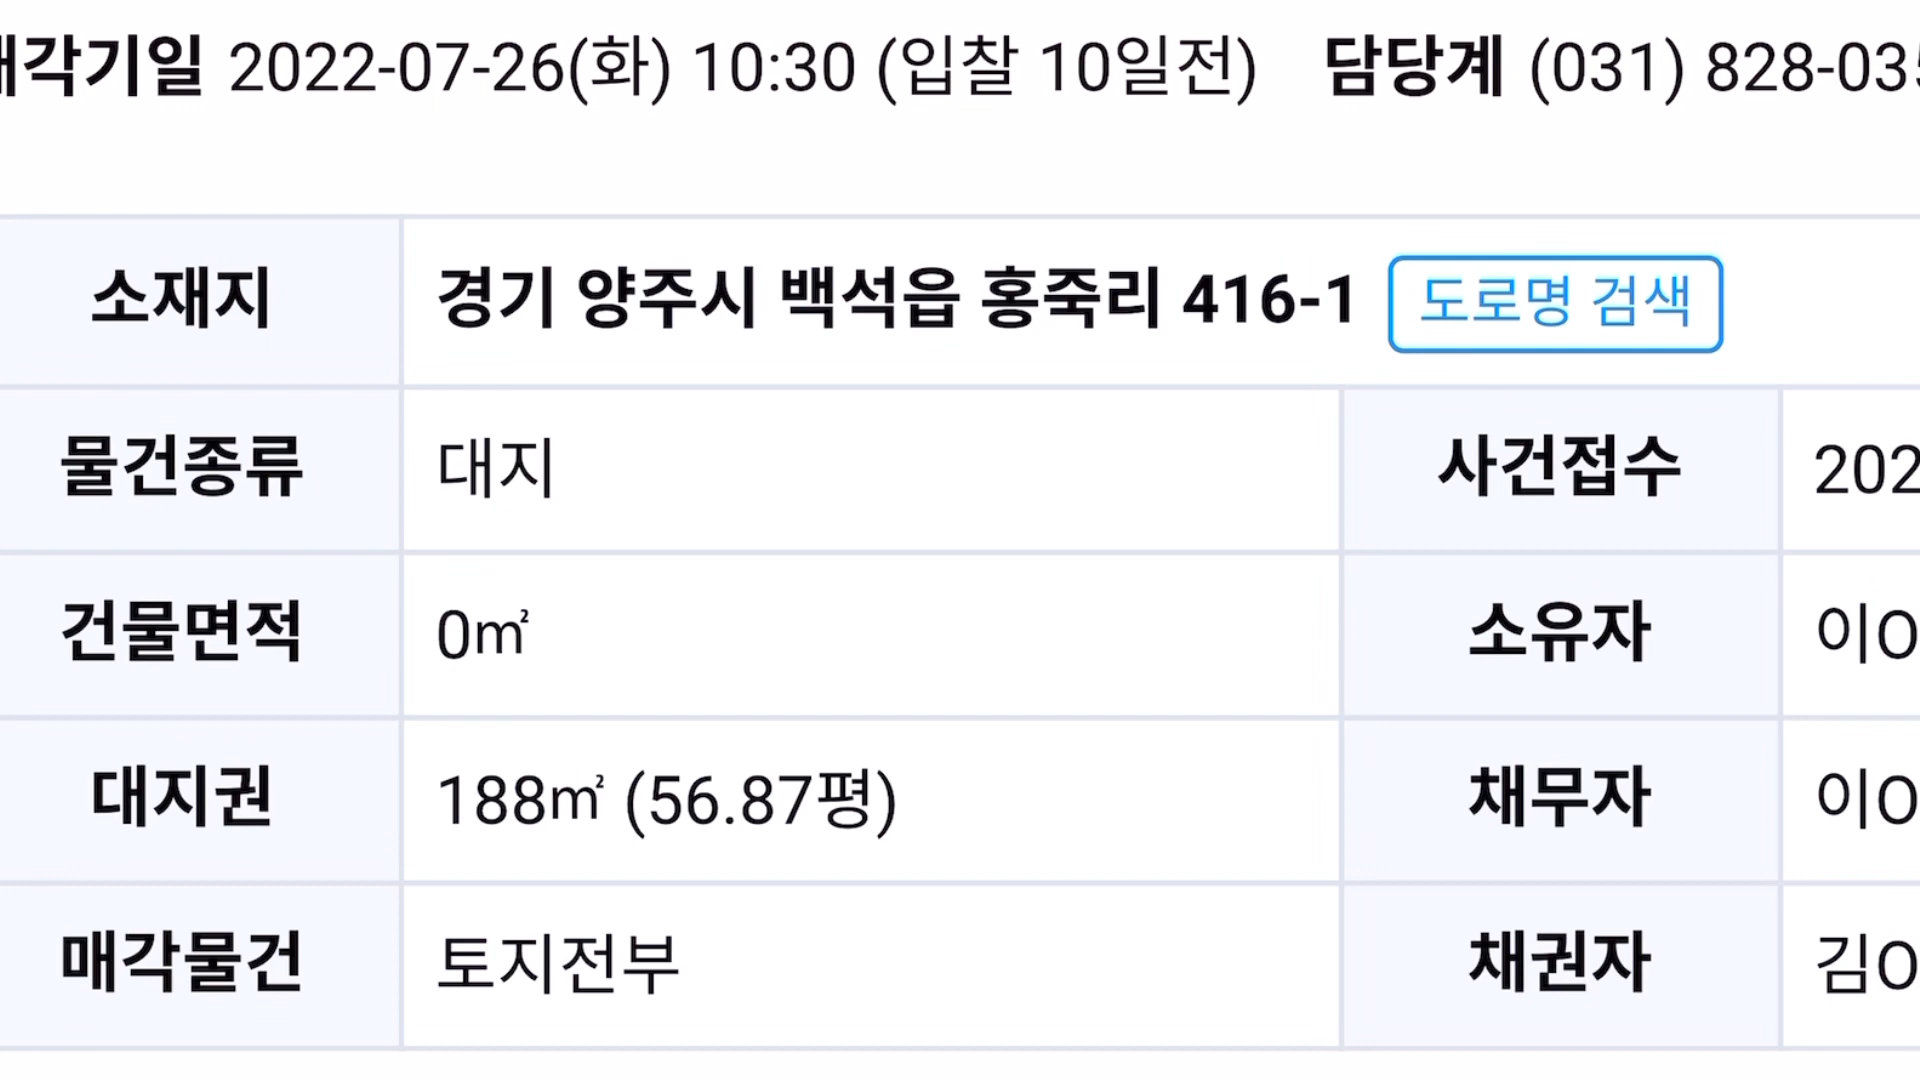 매각기일 2022-07-26(화) 10:30 (입찰 10일전) 담당계 (031) 828-035
소재지 경기 양주시 백석읍 홍죽리 416-1 도로명 검색
물건종류 대지 사건접수 202
건물면적 0㎡ 소유자 이O
대지권 188㎡ (56.87평) 채무자 이O
매각물건 토지전부 채권자 김O